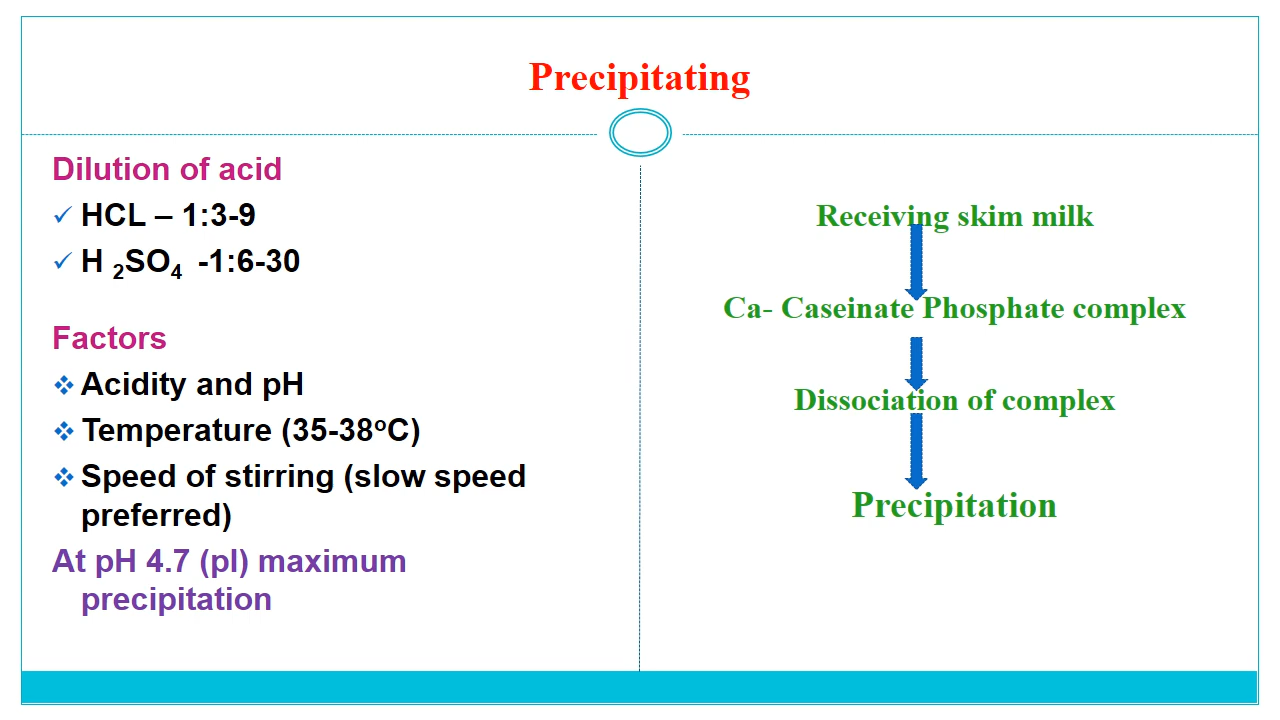 Precipitating
Dilution of acid
✓ HCL – 1:3-9
✓ H ₂SO₄ -1:6-30
Factors
❖ Acidity and pH
❖ Temperature (35-38ºC)
❖ Speed of stirring (slow speed
preferred)
At pH 4.7 (pl) maximum
precipitation
Receiving skim milk
Ca- Caseinate Phosphate complex
Dissociation of complex
Precipitation